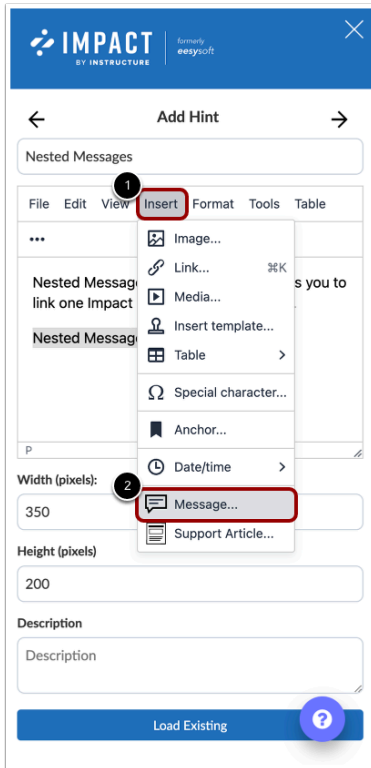 IMPACT
BY INSTRUCTURE
formerly
eesysoft
Add Hint
Nested Messages
1
File Edit View Insert Format Tools Table
Image...
Link... ⌘K
Nested Message s you to
Media...
link one Impact
Insert template...
Nested Messag
Table
Special character...
Anchor...
P
Date/time
Width (pixels):
2
350
Message...
Support Article...
Height (pixels)
200
Description
Description
Load Existing
?